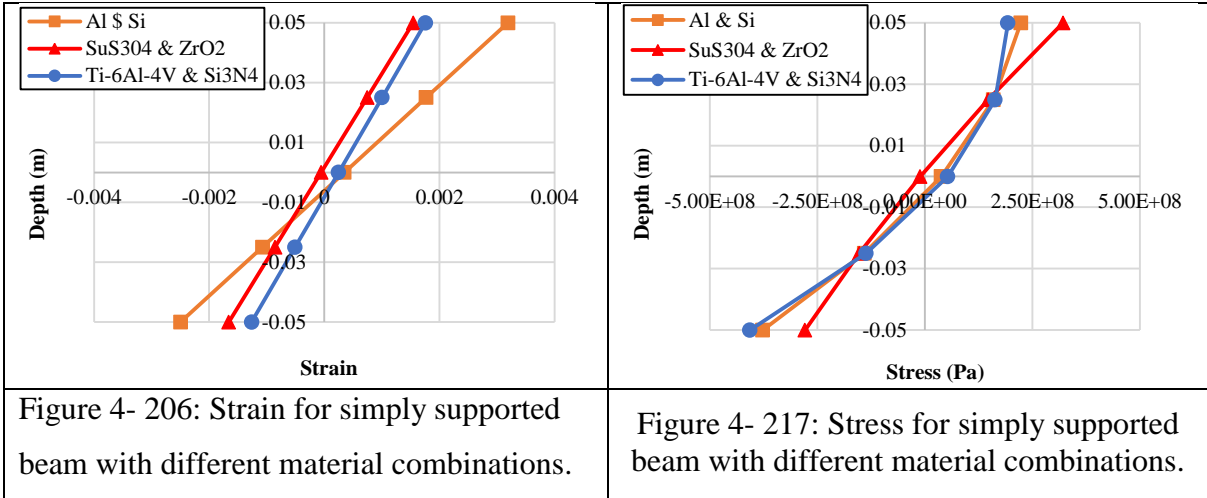 Al $ Si
SuS304 & ZrO2
Ti-6Al-4V & Si3N4
0.05
0.03
0.01
-0.01
-0.03
-0.05
-0.004
-0.002
0
0.002
0.004
Depth (m)
Strain
Figure 4- 206: Strain for simply supported
beam with different material combinations.
Al & Si
SuS304 & ZrO2
Ti-6Al-4V & Si3N4
0.05
0.03
0.01
-0.01
-0.03
-0.05
-5.00E+08
-2.50E+08
0.00E+00
2.50E+08
5.00E+08
Depth (m)
Stress (Pa)
Figure 4- 217: Stress for simply supported
beam with different material combinations.